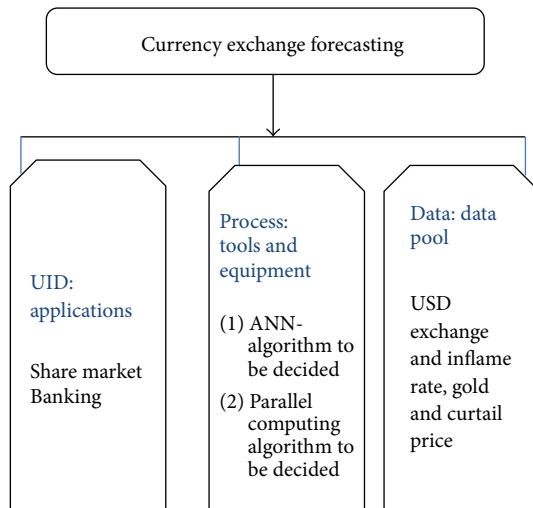 Currency exchange forecasting
UID:
applications
Share market
Banking
Process:
tools and
equipment
(1) ANN-
algorithm to
be decided
(2) Parallel
computing
algorithm to
be decided
Data: data
pool
USD
exchange
and inflame
rate, gold
and curtail
price